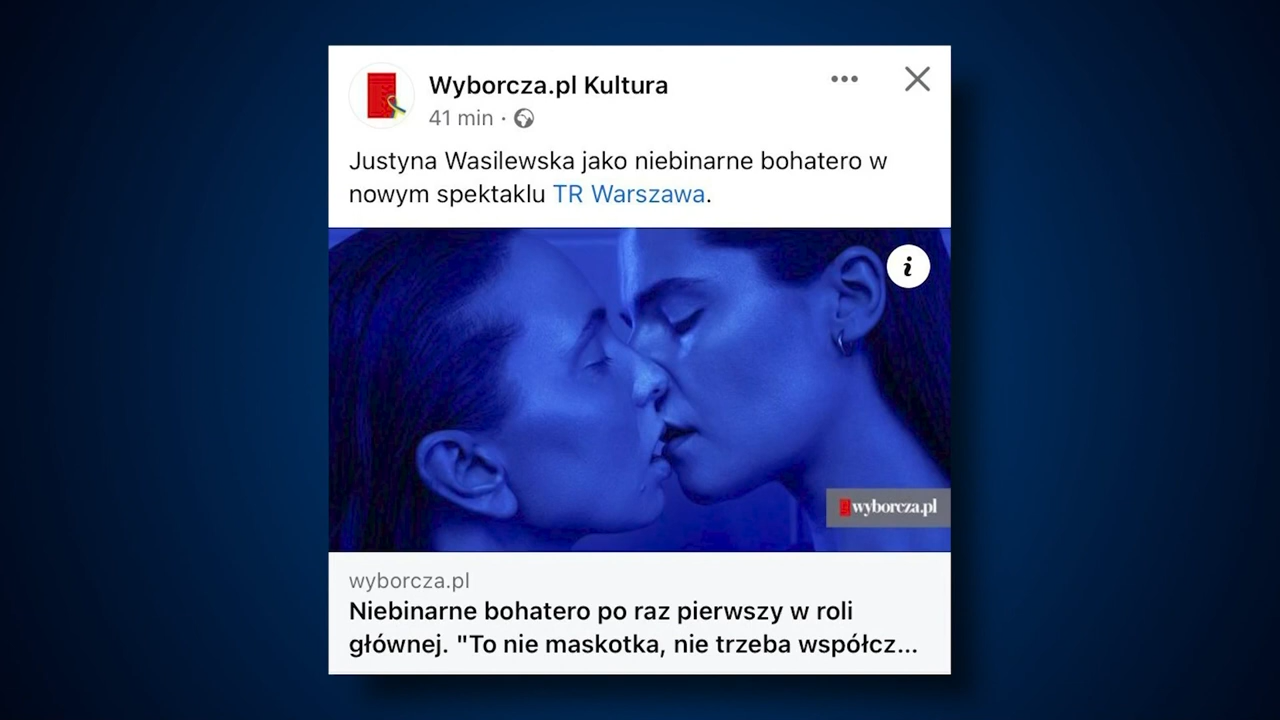 Wyborcza.pl Kultura
41 min ·
Justyna Wasilewska jako niebinarne bohatero w
nowym spektaklu TR Warszawa.
i
wyborcza.pl
wyborcza.pl
Niebinarne bohatero po raz pierwszy w roli
głównej. "To nie maskotka, nie trzeba współcz...